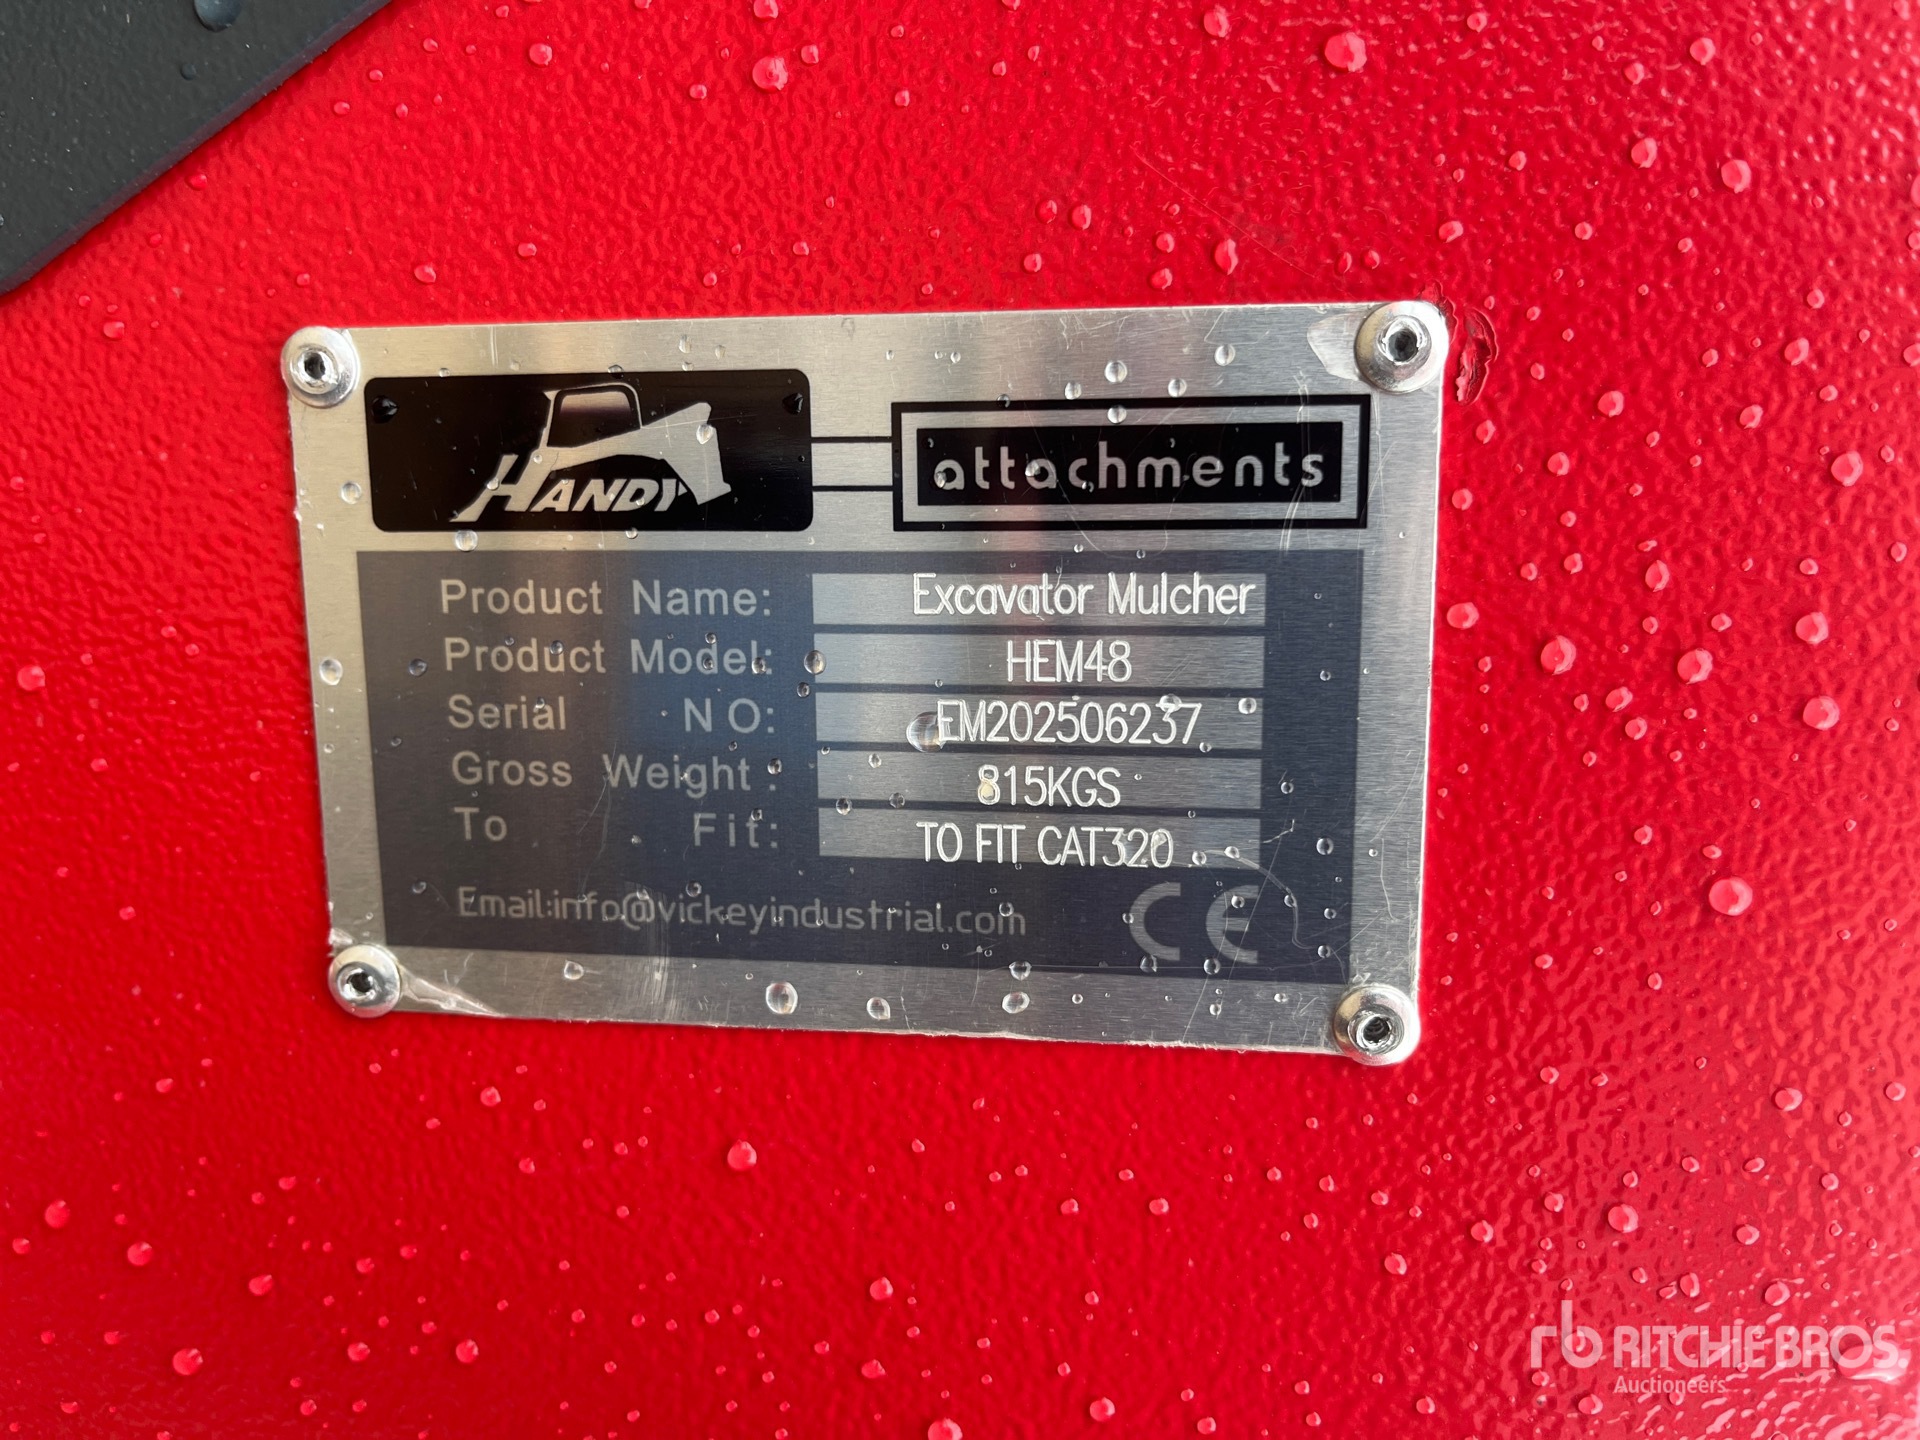 HANDY attachments
Product Name: Excavator Mulcher
Product Model: HEM48
Serial NO: EM202506237
Gross Weight: 815KGS
To Fit: TO FIT CAT320
Email:info@vickeyindustrial.com CE
rb RITCHIE BROS.
Auctioneers